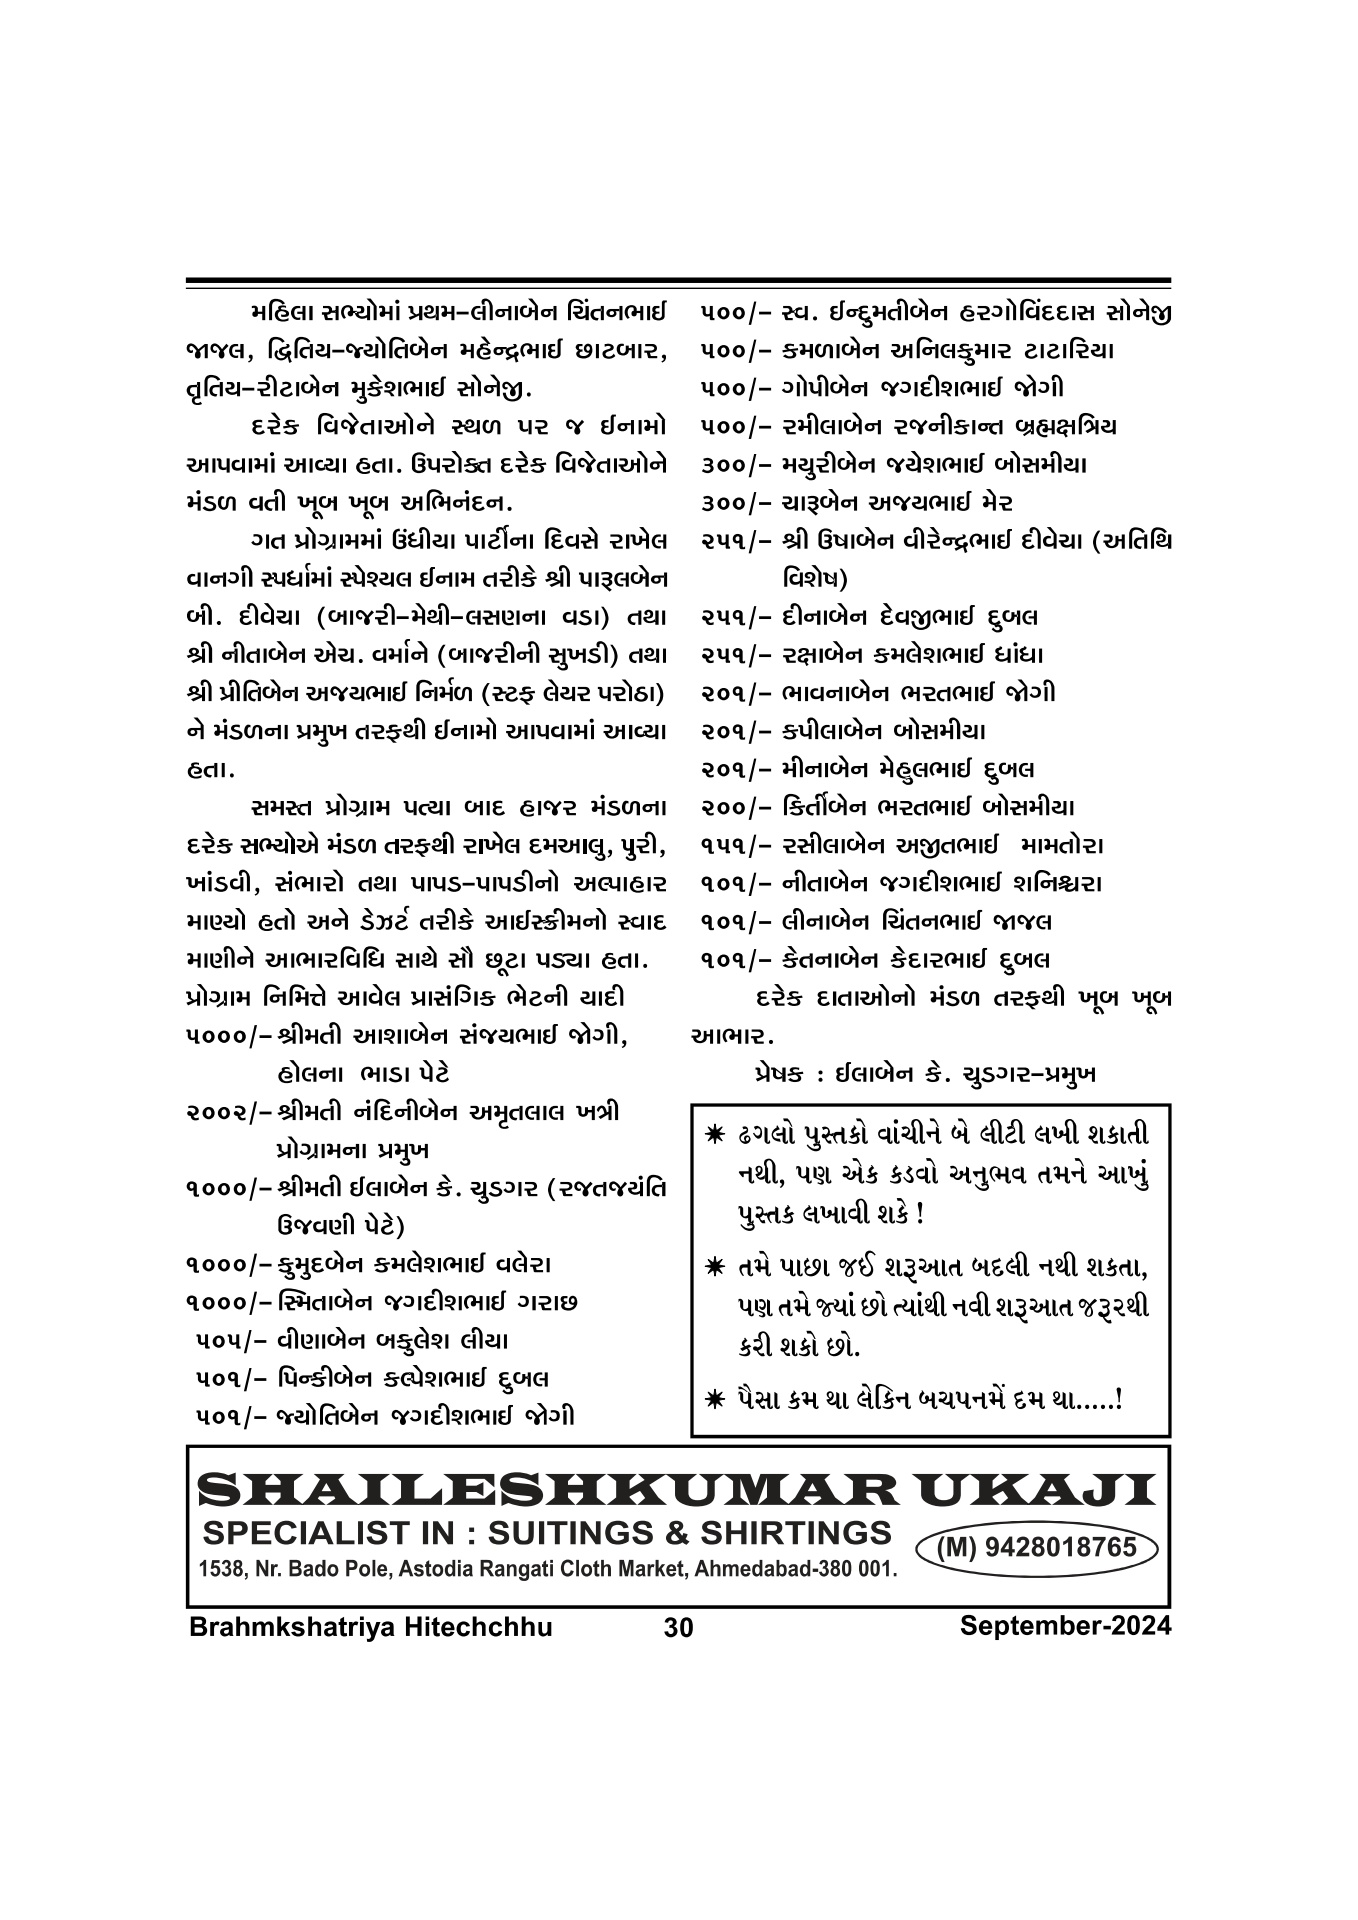 મહિલા સભ્યોમાં પ્રથમ–લીનાબેન ચિંતનભાઈ
જાજલ, દ્વિતિય–જ્યોતિબેન મહેન્દ્રભાઈ છાટબાર,
તૃતિય–રીટાબેન મુકેશભાઈ સોનેજી.
દરેક વિજેતાઓને સ્થળ પર જ ઈનામો
આપવામાં આવ્યા હતા. ઉપરોક્ત દરેક વિજેતાઓને
મંડળ વતી ખૂબ ખૂબ અભિનંદન.
ગત પ્રોગ્રામમાં ઉંધીયા પાર્ટીના દિવસે રાખેલ
વાનગી સ્પર્ધામાં સ્પેશ્યલ ઈનામ તરીકે શ્રી પારૂલબેન
બી. દીવેચા (બાજરી–મેથી–લસણના વડા) તથા
શ્રી નીતાબેન એચ. વર્માને (બાજરીની સુખડી) તથા
શ્રી પ્રીતિબેન અજયભાઈ નિર્મળ (સ્ટફ લેયર પરોઠા)
ને મંડળના પ્રમુખ તરફથી ઈનામો આપવામાં આવ્યા
હતા.
સમસ્ત પ્રોગ્રામ પત્યા બાદ હાજર મંડળના
દરેક સભ્યોએ મંડળ તરફથી રાખેલ દમઆલુ, પુરી,
ખાંડવી, સંભારો તથા પાપડ–પાપડીનો અલ્પાહાર
માણ્યો હતો અને ડેઝર્ટ તરીકે આઈસ્ક્રીમનો સ્વાદ
માણીને આભારવિધિ સાથે સૌ છૂટા પડ્યા હતા.
પ્રોગ્રામ નિમિત્તે આવેલ પ્રાસંગિક ભેટની યાદી
૫૦૦૦/– શ્રીમતી આશાબેન સંજયભાઈ જોગી,
હોલના ભાડા પેટે
૨૦૦૨/– શ્રીમતી નંદિનીબેન અમૃતલાલ ખત્રી
પ્રોગ્રામના પ્રમુખ
૧૦૦૦/– શ્રીમતી ઈલાબેન કે. ચુડગર (રજતજયંતિ
ઉજવણી પેટે)
૧૦૦૦/– કુમુદબેન કમલેશભાઈ વલેરા
૧૦૦૦/– સ્મિતાબેન જગદીશભાઈ ગરાછ
૫૦૫/– વીણાબેન બકુલેશ લીયા
૫૦૧/– પિન્કીબેન કલ્પેશભાઈ દુબલ
૫૦૧/– જ્યોતિબેન જગદીશભાઈ જોગી
૫૦૦/– સ્વ. ઈન્દુમતીબેન હરગોવિંદદાસ સોનેજી
૫૦૦/– કમળાબેન અનિલકુમાર ટાટારિયા
૫૦૦/– ગોપીબેન જગદીશભાઈ જોગી
૫૦૦/– રમીલાબેન રજનીકાન્ત બ્રહ્મક્ષત્રિય
૩૦૦/– મયુરીબેન જયેશભાઈ બોસમીયા
૩૦૦/– ચારૂબેન અજયભાઈ મેર
૨૫૧/– શ્રી ઉષાબેન વીરેન્દ્રભાઈ દીવેચા (અતિથિ
વિશેષ)
૨૫૧/– દીનાબેન દેવજીભાઈ દુબલ
૨૫૧/– રક્ષાબેન કમલેશભાઈ ધાંધા
૨૦૧/– ભાવનાબેન ભરતભાઈ જોગી
૨૦૧/– કપીલાબેન બોસમીયા
૨૦૧/– મીનાબેન મેહુલભાઈ દુબલ
૨૦૦/– કિર્તીબેન ભરતભાઈ બોસમીયા
૧૫૧/– રસીલાબેન અજીતભાઈ મામતોરા
૧૦૧/– નીતાબેન જગદીશભાઈ શનિશ્ચરા
૧૦૧/– લીનાબેન ચિંતનભાઈ જાજલ
૧૦૧/– કેતનાબેન કેદારભાઈ દુબલ
દરેક દાતાઓનો મંડળ તરફથી ખૂબ ખૂબ
આભાર.
પ્રેષક : ઈલાબેન કે. ચુડગર–પ્રમુખ
✷ ઢગલો પુસ્તકો વાંચીને બે લીટી લખી શકાતી
નથી, પણ એક કડવો અનુભવ તમને આખું
પુસ્તક લખાવી શકે !
✷ તમે પાછા જઈ શરૂઆત બદલી નથી શકતા,
પણ તમે જ્યાં છો ત્યાંથી નવી શરૂઆત જરૂરથી
કરી શકો છો.
✷ પૈસા કમ થા લેકિન બચપનમેં દમ થા.....!
SHAILESHKUMAR UKAJI
SPECIALIST IN : SUITINGS & SHIRTINGS
1538, Nr. Bado Pole, Astodia Rangati Cloth Market, Ahmedabad-380 001.
(M) 9428018765
Brahmkshatriya Hitechchhu 30 September-2024